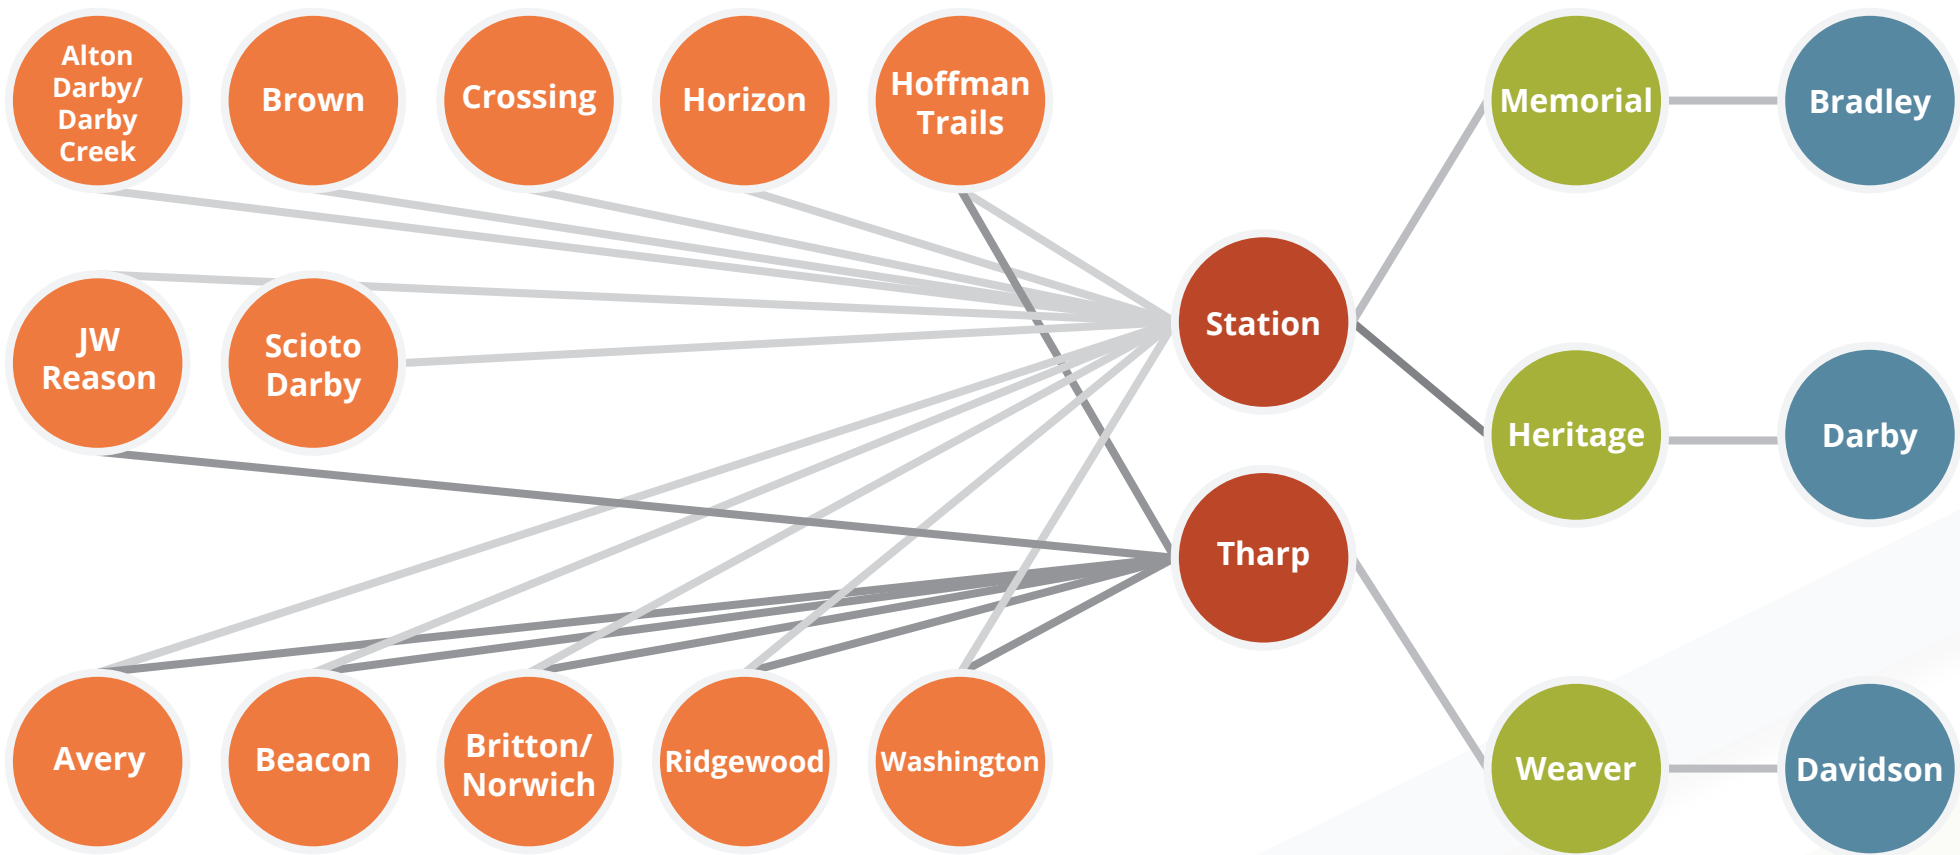 Alton
Darby/
Darby
Creek
Brown
Crossing
Horizon
Hoffman
Trails
Memorial
Bradley
JW
Reason
Scioto
Darby
Station
Heritage
Darby
Tharp
Avery
Beacon
Britton/
Norwich
Ridgewood
Washington
Weaver
Davidson